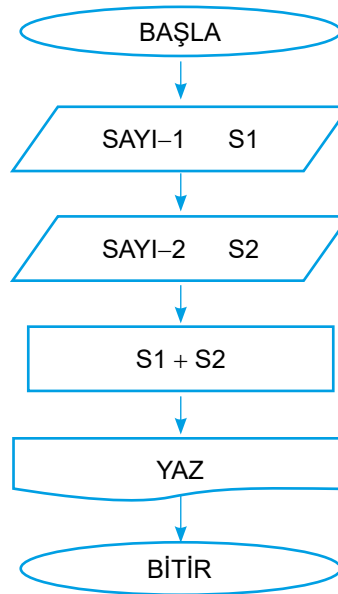 BAŞLA
SAYI–1 S1
SAYI–2 S2
S1 + S2
YAZ
BİTİR